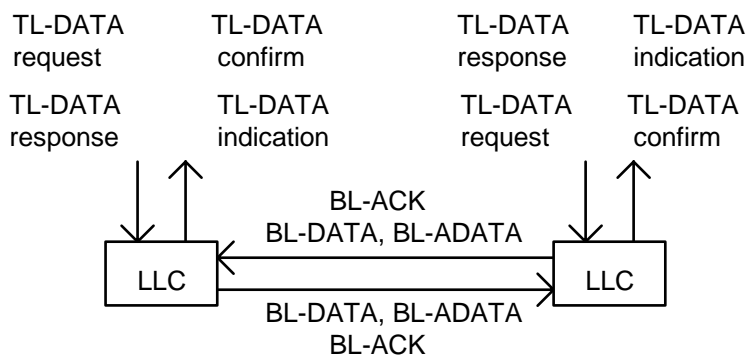 TL-DATA TL-DATA TL-DATA TL-DATA
request confirm response indication
TL-DATA TL-DATA TL-DATA TL-DATA
response indication request confirm
BL-ACK
BL-DATA, BL-ADATA
LLC LLC
BL-DATA, BL-ADATA
BL-ACK